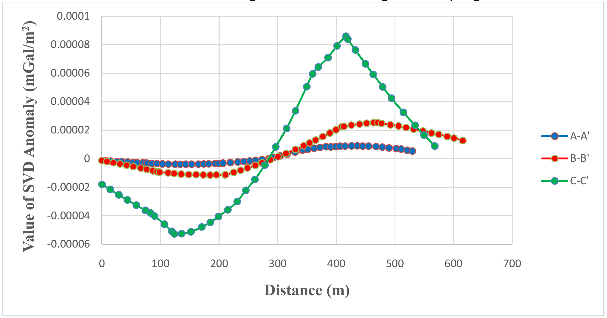 0.0001
0.00008
0.00006
0.00004
0.00002
0
-0.00002
-0.00004
-0.00006
0 100 200 300 400 500 600 700
Value of SVD Anomaly (mGal/m²)
Distance (m)
A-A'
B-B'
C-C'